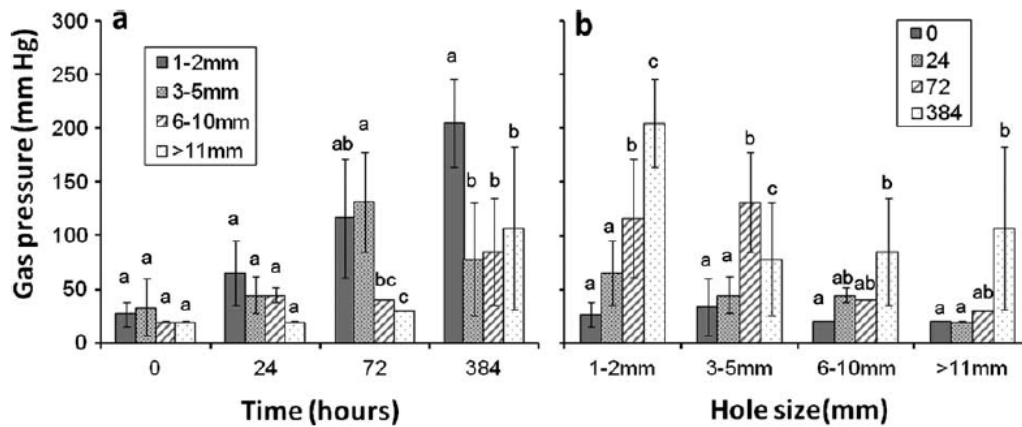 a
Gas pressure (mm Hg)
300
250
200
150
100
50
0
1-2mm
3-5mm
6-10mm
>11mm
a a a a
a a a a
ab a bc c
a b b b
0 24 72 384
Time (hours)
b
0
24
72
384
a a b c
a a b c
a ab ab b
a a ab b
1-2mm 3-5mm 6-10mm >11mm
Hole size(mm)